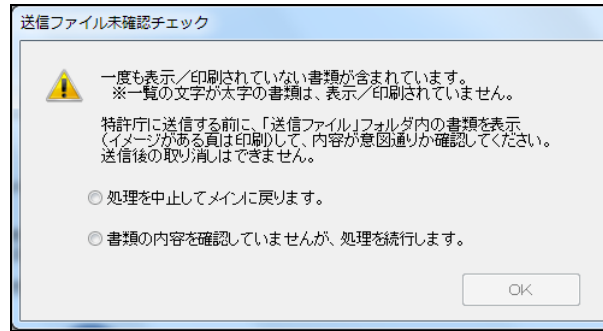 送信ファイル未確認チェック
一度も表示／印刷されていない書類が含まれています。
※一覧の文字が太字の書類は、表示／印刷されていません。
特許庁に送信する前に、「送信ファイル」フォルダ内の書類を表示
(イメージがある頁は印刷)して、内容が意図通りか確認してください。
送信後の取り消しはできません。
処理を中止してメインに戻ります。
書類の内容を確認していませんが、処理を続行します。
OK